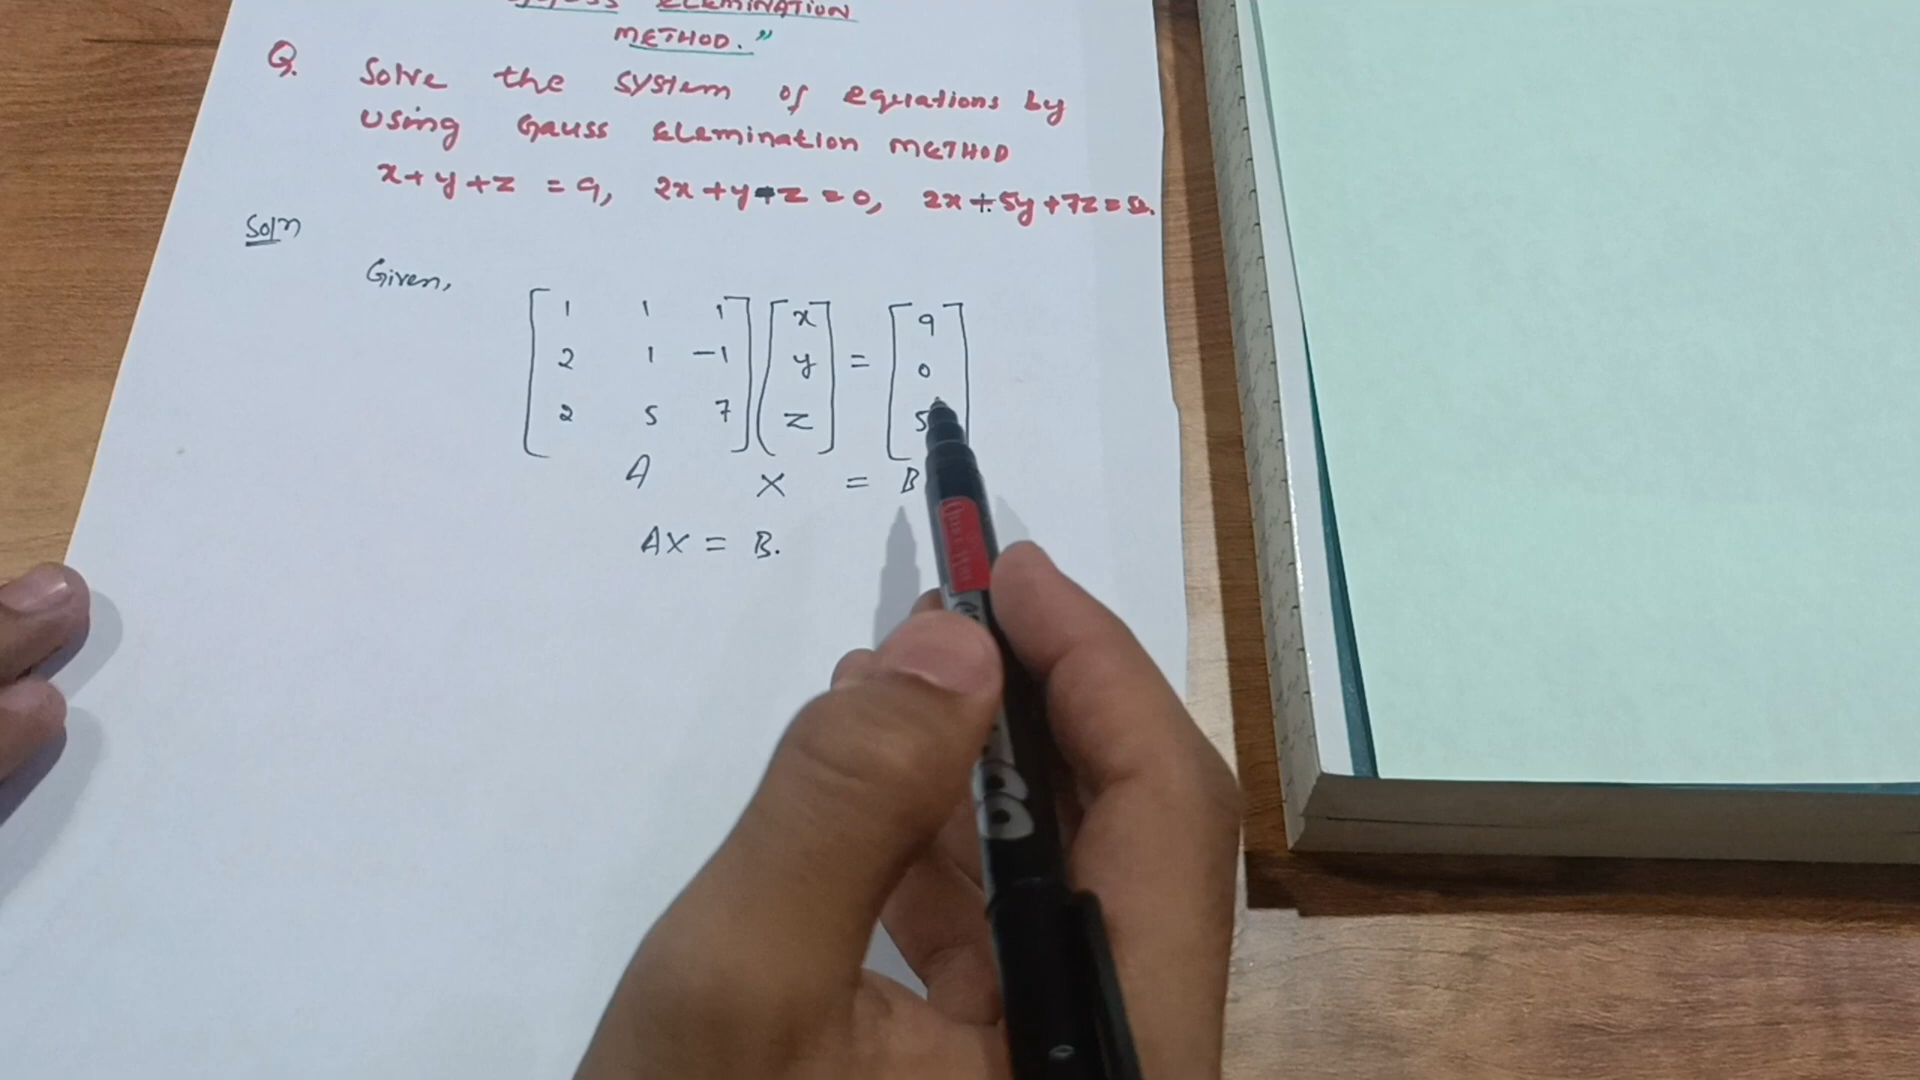 ELEMINATION
METHOD."
Q. Solve the system of equations by
using Gauss Elemination METHOD
x+y+z = 9, 2x+y-z=0, 2x+5y+7z=52.
Soln
Given,
1 1 1 x 9
2 1 -1 y = 0
2 5 7 z 5
A X = B
AX = B.